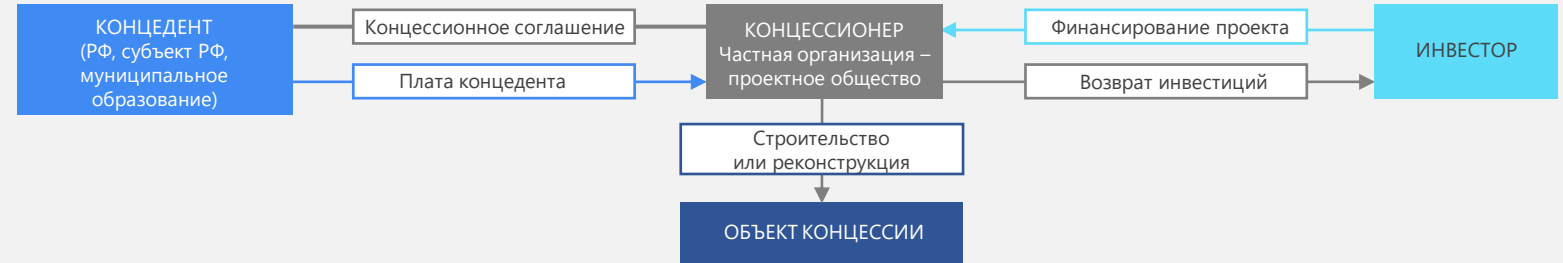 КОНЦЕДЕНТ
(РФ, субъект РФ,
муниципальное
образование)
Концессионное соглашение
Плата концедента
КОНЦЕССИОНЕР
Частная организация –
проектное общество
Финансирование проекта
Возврат инвестиций
ИНВЕСТОР
Строительство
или реконструкция
ОБЪЕКТ КОНЦЕССИИ